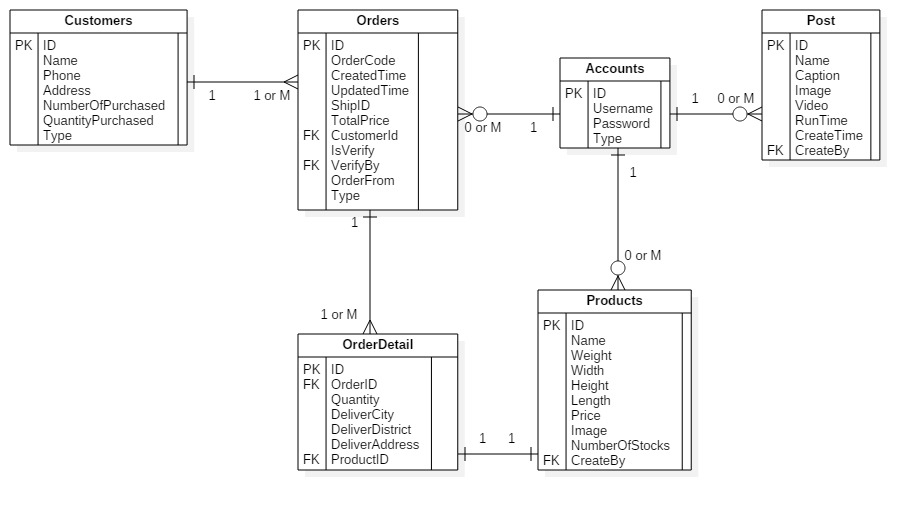 Customers
PK ID
Name
Phone
Address
NumberOfPurchased
QuantityPurchased
Type
1
1 or M
Orders
PK ID
OrderCode
CreatedTime
UpdatedTime
ShipID
TotalPrice
FK CustomerId
IsVerify
FK VerifyBy
OrderFrom
Type
0 or M
1
Accounts
PK ID
Username
Password
Type
1
0 or M
Post
PK ID
Name
Caption
Image
Video
RunTime
CreateTime
FK CreateBy
1
0 or M
1
1 or M
OrderDetail
PK ID
FK OrderID
Quantity
DeliverCity
DeliverDistrict
DeliverAddress
FK ProductID
1
1
Products
PK ID
Name
Weight
Width
Height
Length
Price
Image
NumberOfStocks
FK CreateBy